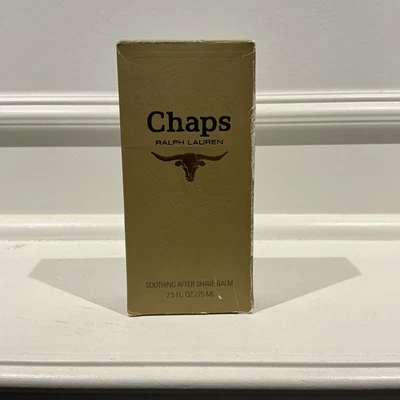 Chaps
RALPH LAUREN
SOOTHING AFTER SHAVE BALM
2.5 FL. OZ./75 ML